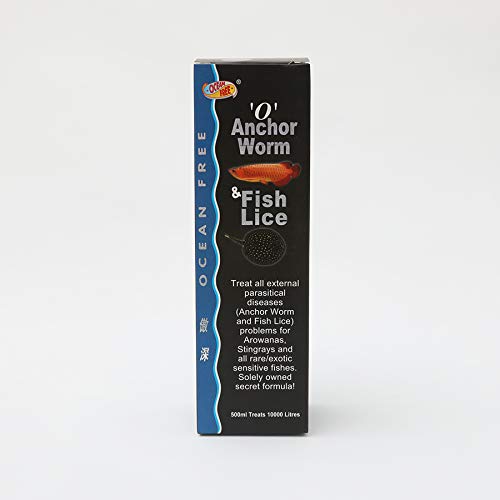 OCEAN
FREE
®
'O'
Anchor
Worm
&
Fish
Lice
Treat all external
parasitical
diseases
(Anchor Worm
and Fish Lice)
problems for
Arowanas,
Stingrays and
all rare/exotic
sensitive fishes.
Solely owned
secret formula!
500ml Treats 10000 Litres
OCEAN FREE